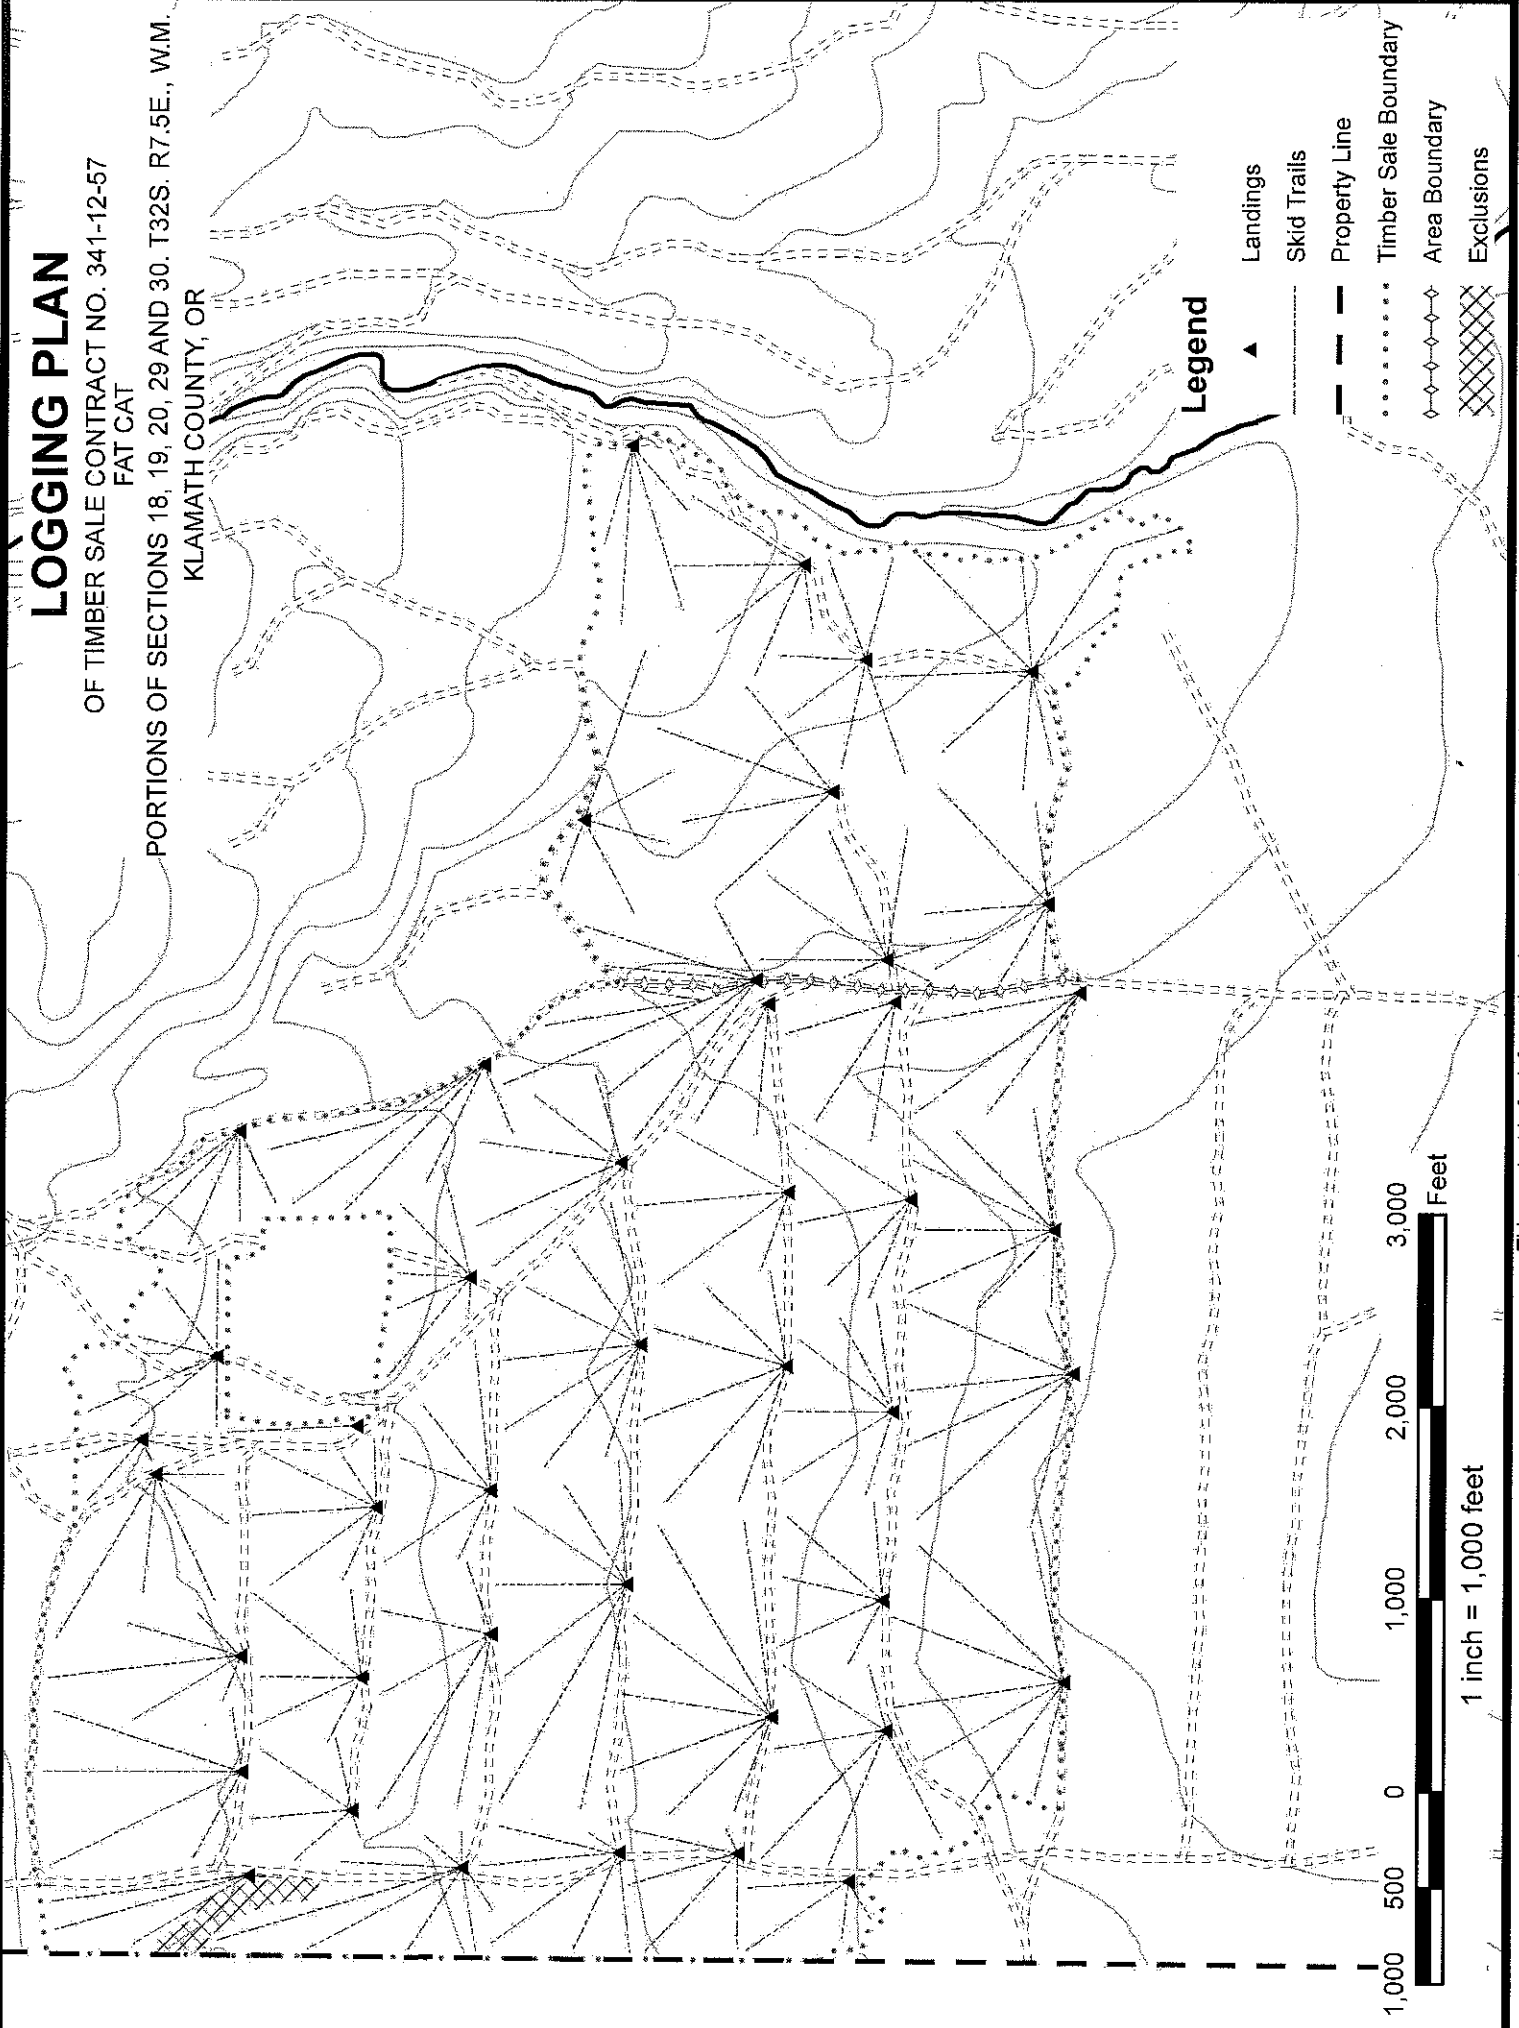 LOGGING PLAN
OF TIMBER SALE CONTRACT NO. 341-12-57
FAT CAT
PORTIONS OF SECTIONS 18, 19, 20, 29 AND 30. T32S. R7.5E., W.M.
KLAMATH COUNTY, OR
Legend
Landings
Skid Trails
Property Line
Timber Sale Boundary
Area Boundary
Exclusions
1,000 500 0 1,000 2,000 3,000
Feet
1 inch = 1,000 feet